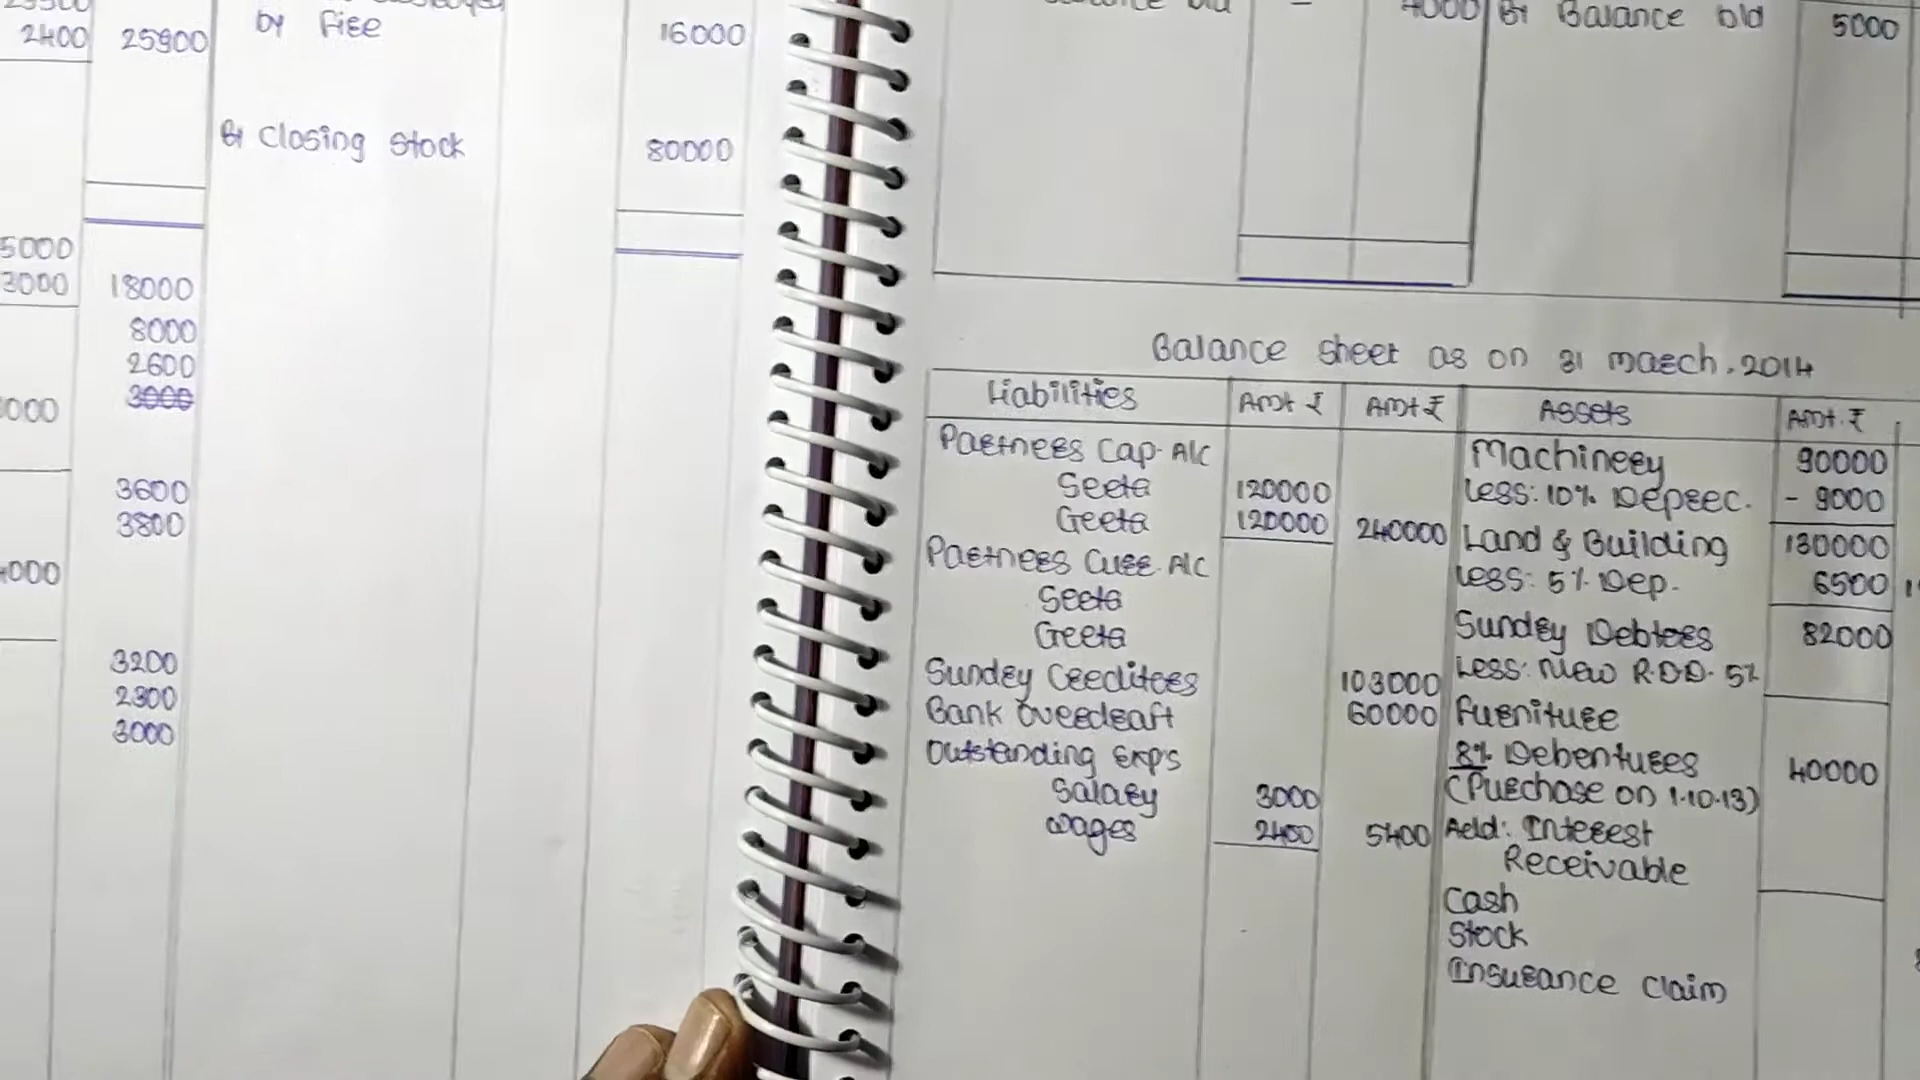 2400 25900 by Fire 16000
By Closing Stock 80000
5000
3000 18000
8000
2600
3000
3600
3800
3200
2300
3000
4000 By Balance bld 5000
Balance Sheet as on 31 March, 2014
Liabilities Amt ₹ Amt ₹ Assets Amt. ₹
Partners Cap. A/c Machinery 90000
Seeta 120000 Less: 10% Deprec. - 9000
Geeta 120000 240000 Land & Building 130000
Partners Curr. A/c Less: 5% Dep. 6500
Seeta
Geeta Sundry Debtors 82000
Sundry Creditors 103000 Less: New R.D.D. 5%
Bank Overdraft 60000 Furniture
Outstanding Exps 8% Debentures 40000
Salary 3000 (Purchase on 1.10.13)
Wages 2400 5400 Add: Interest
Receivable
Cash
Stock
Insurance Claim